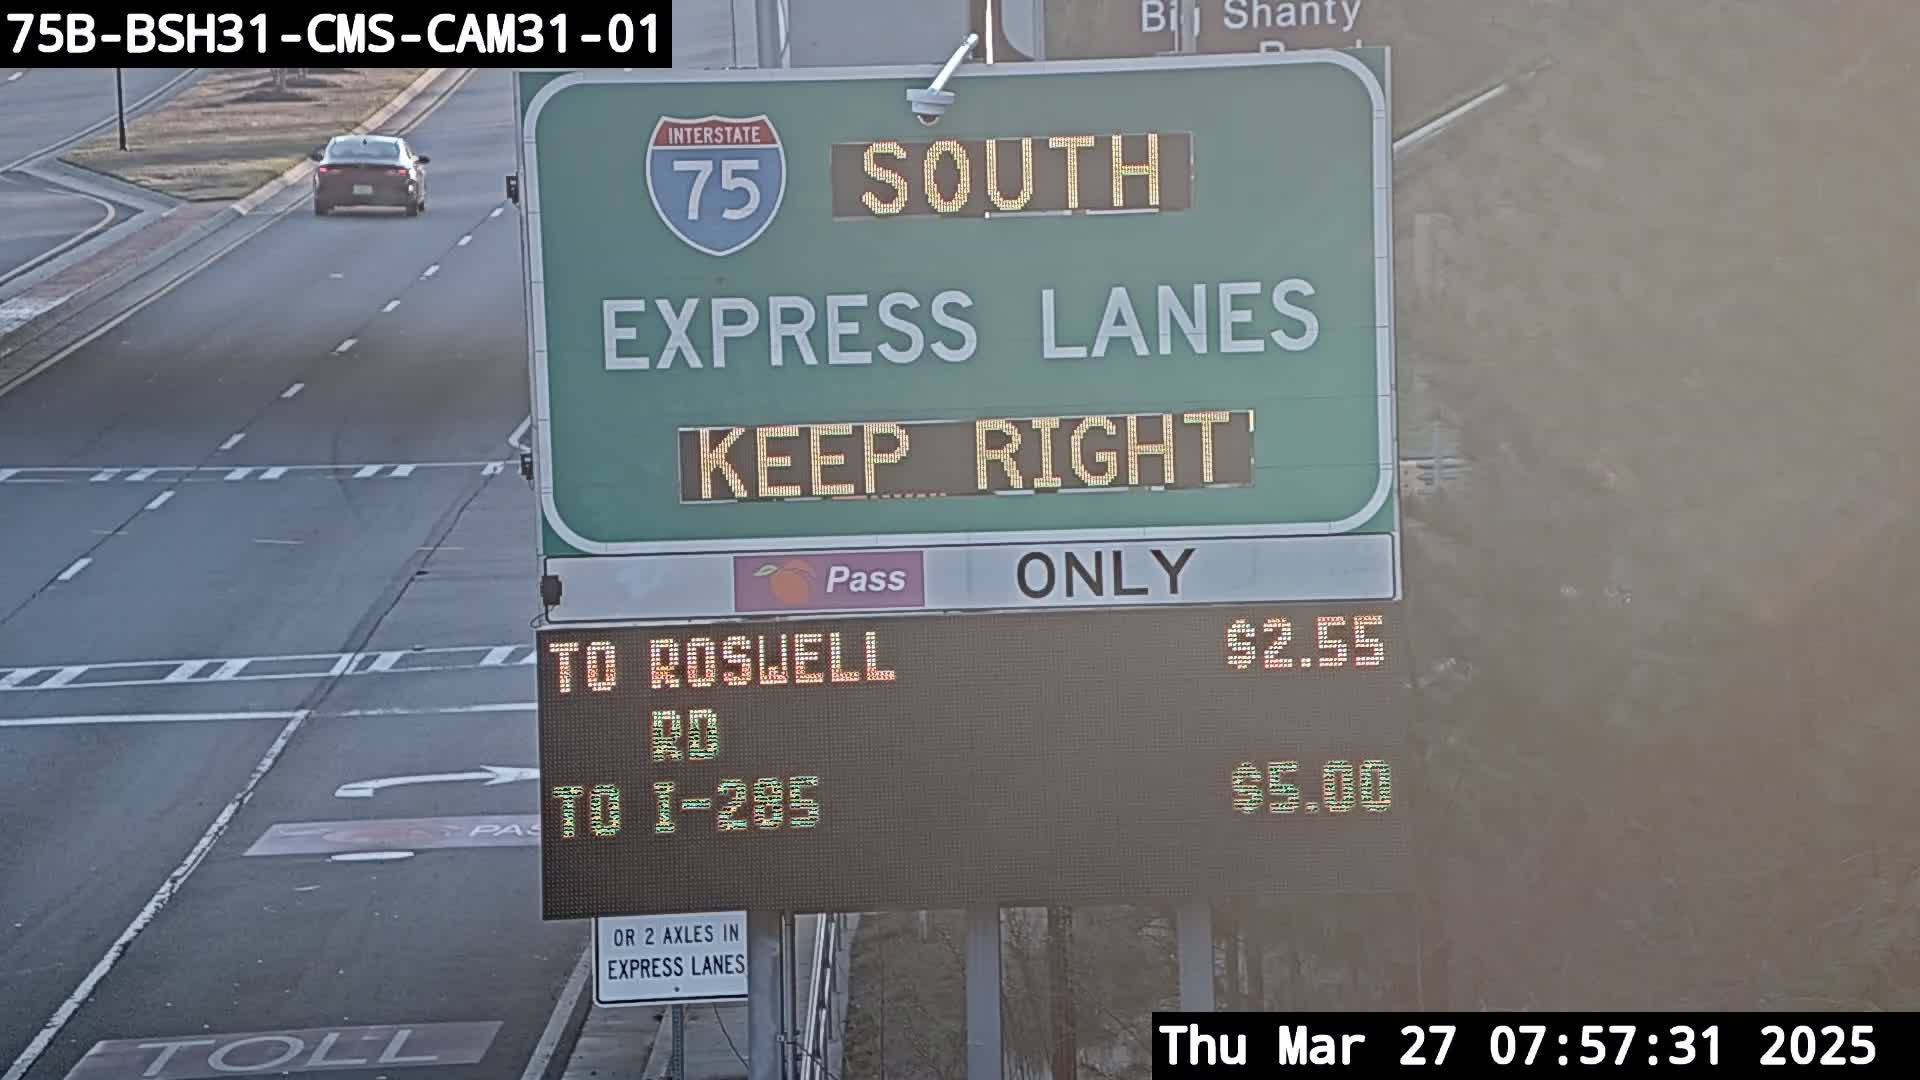 75B-BSH31-CMS-CAM31-01
Big Shanty
INTERSTATE
75
SOUTH
EXPRESS LANES
KEEP RIGHT
Pass ONLY
TO ROSWELL $2.55
RD
TO I-285 $5.00
PAS
OR 2 AXLES IN
EXPRESS LANES
TOLL
Thu Mar 27 07:57:31 2025